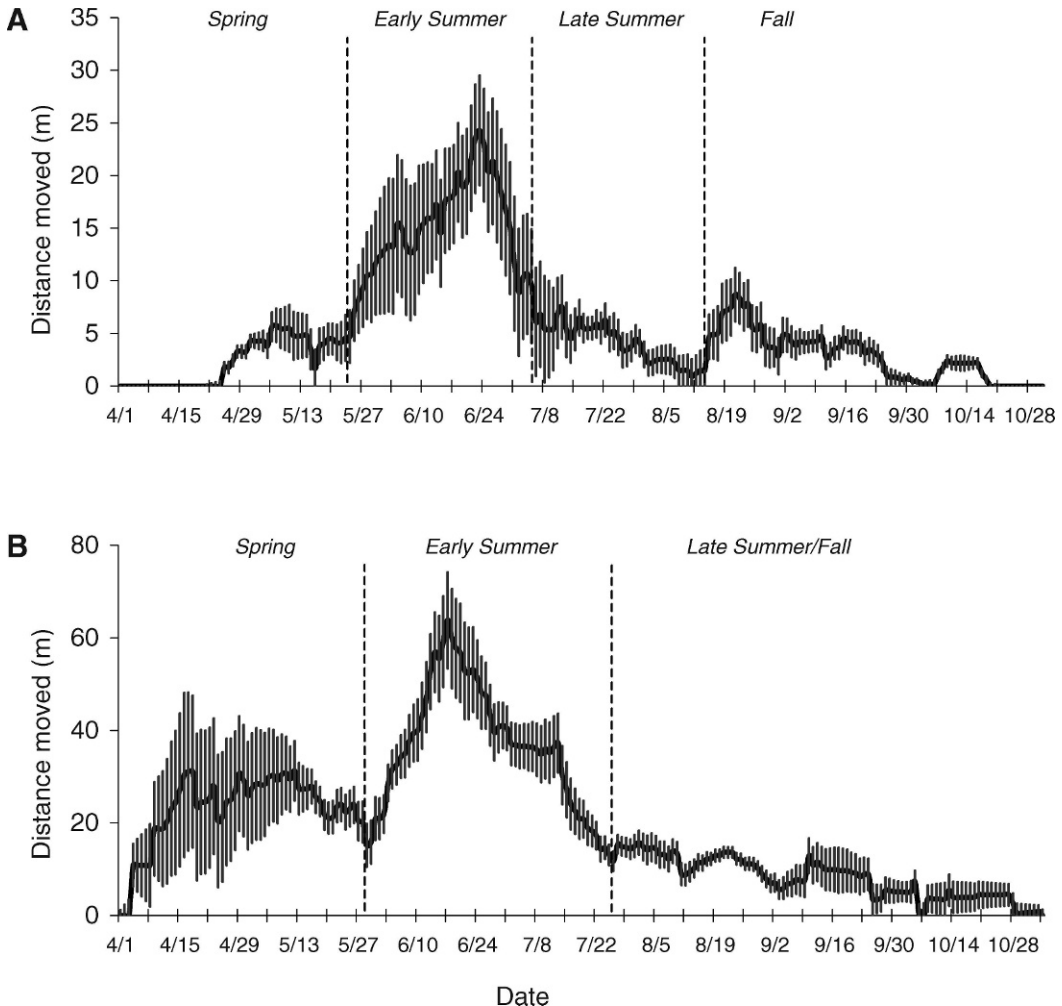 A
Spring Early Summer Late Summer Fall
35
30
25
20
15
10
5
0
Distance moved (m)
4/1 4/15 4/29 5/13 5/27 6/10 6/24 7/8 7/22 8/5 8/19 9/2 9/16 9/30 10/14 10/28
B
Spring Early Summer Late Summer/Fall
80
60
40
20
0
Distance moved (m)
4/1 4/15 4/29 5/13 5/27 6/10 6/24 7/8 7/22 8/5 8/19 9/2 9/16 9/30 10/14 10/28
Date